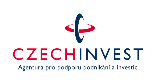 CZECHINVEST
Agentura pro podporu podnikání a investic